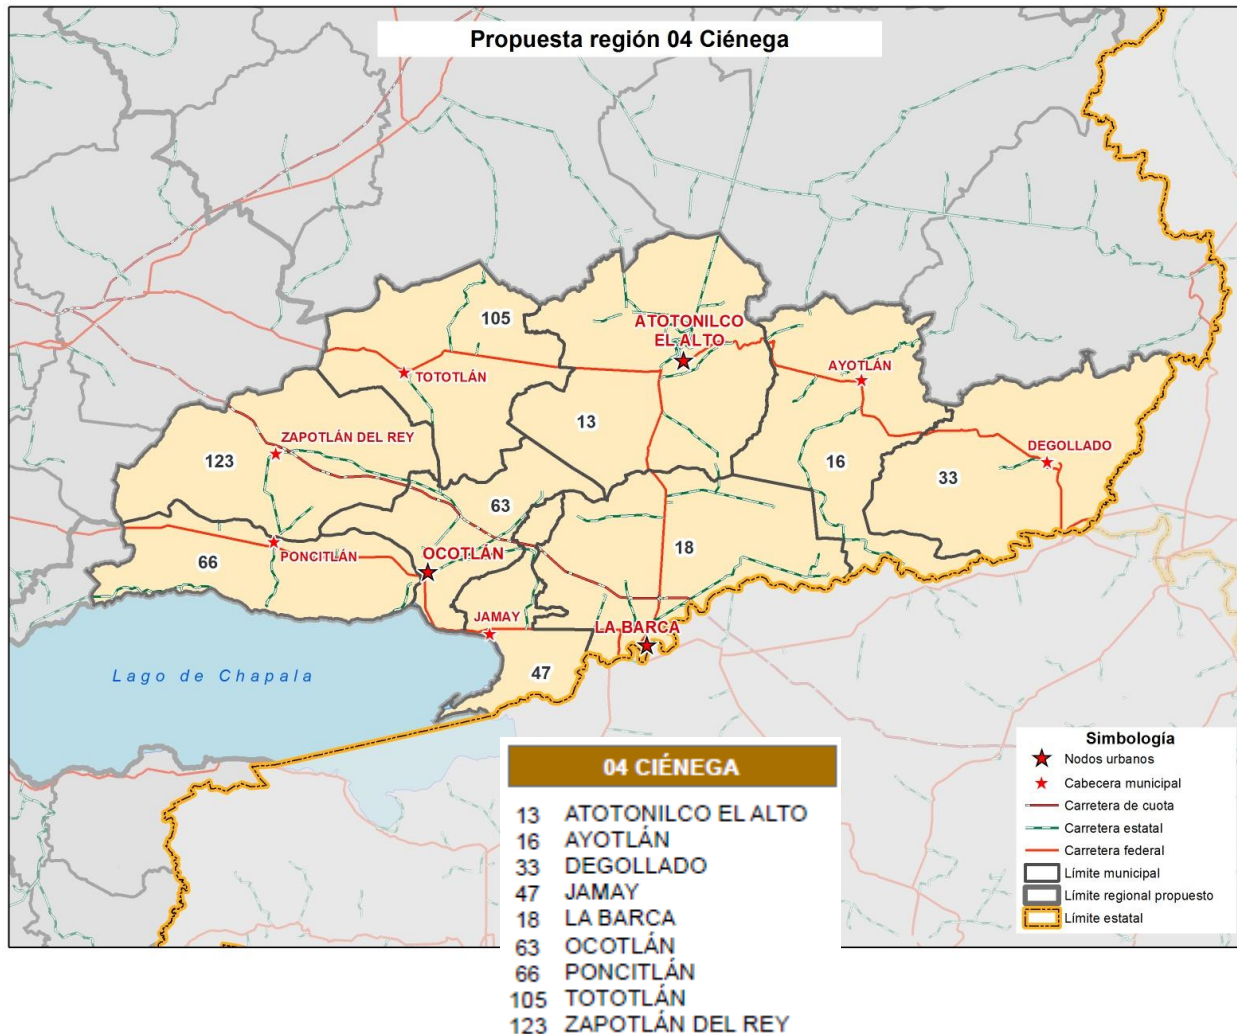 Propuesta región 04 Ciénega
105
ATOTONILCO
EL ALTO
TOTOTLÁN
AYOTLÁN
13
ZAPOTLÁN DEL REY
123
16
DEGOLLADO
33
63
18
OCOTLÁN
PONCITLÁN
66
JAMAY
LA BARCA
47
Lago de Chapala
Simbología
Nodos urbanos
Cabecera municipal
Carretera de cuota
Carretera estatal
Carretera federal
Límite municipal
Límite regional propuesto
Límite estatal
04 CIÉNEGA
13 ATOTONILCO EL ALTO
16 AYOTLÁN
33 DEGOLLADO
47 JAMAY
18 LA BARCA
63 OCOTLÁN
66 PONCITLÁN
105 TOTOTLÁN
123 ZAPOTLÁN DEL REY